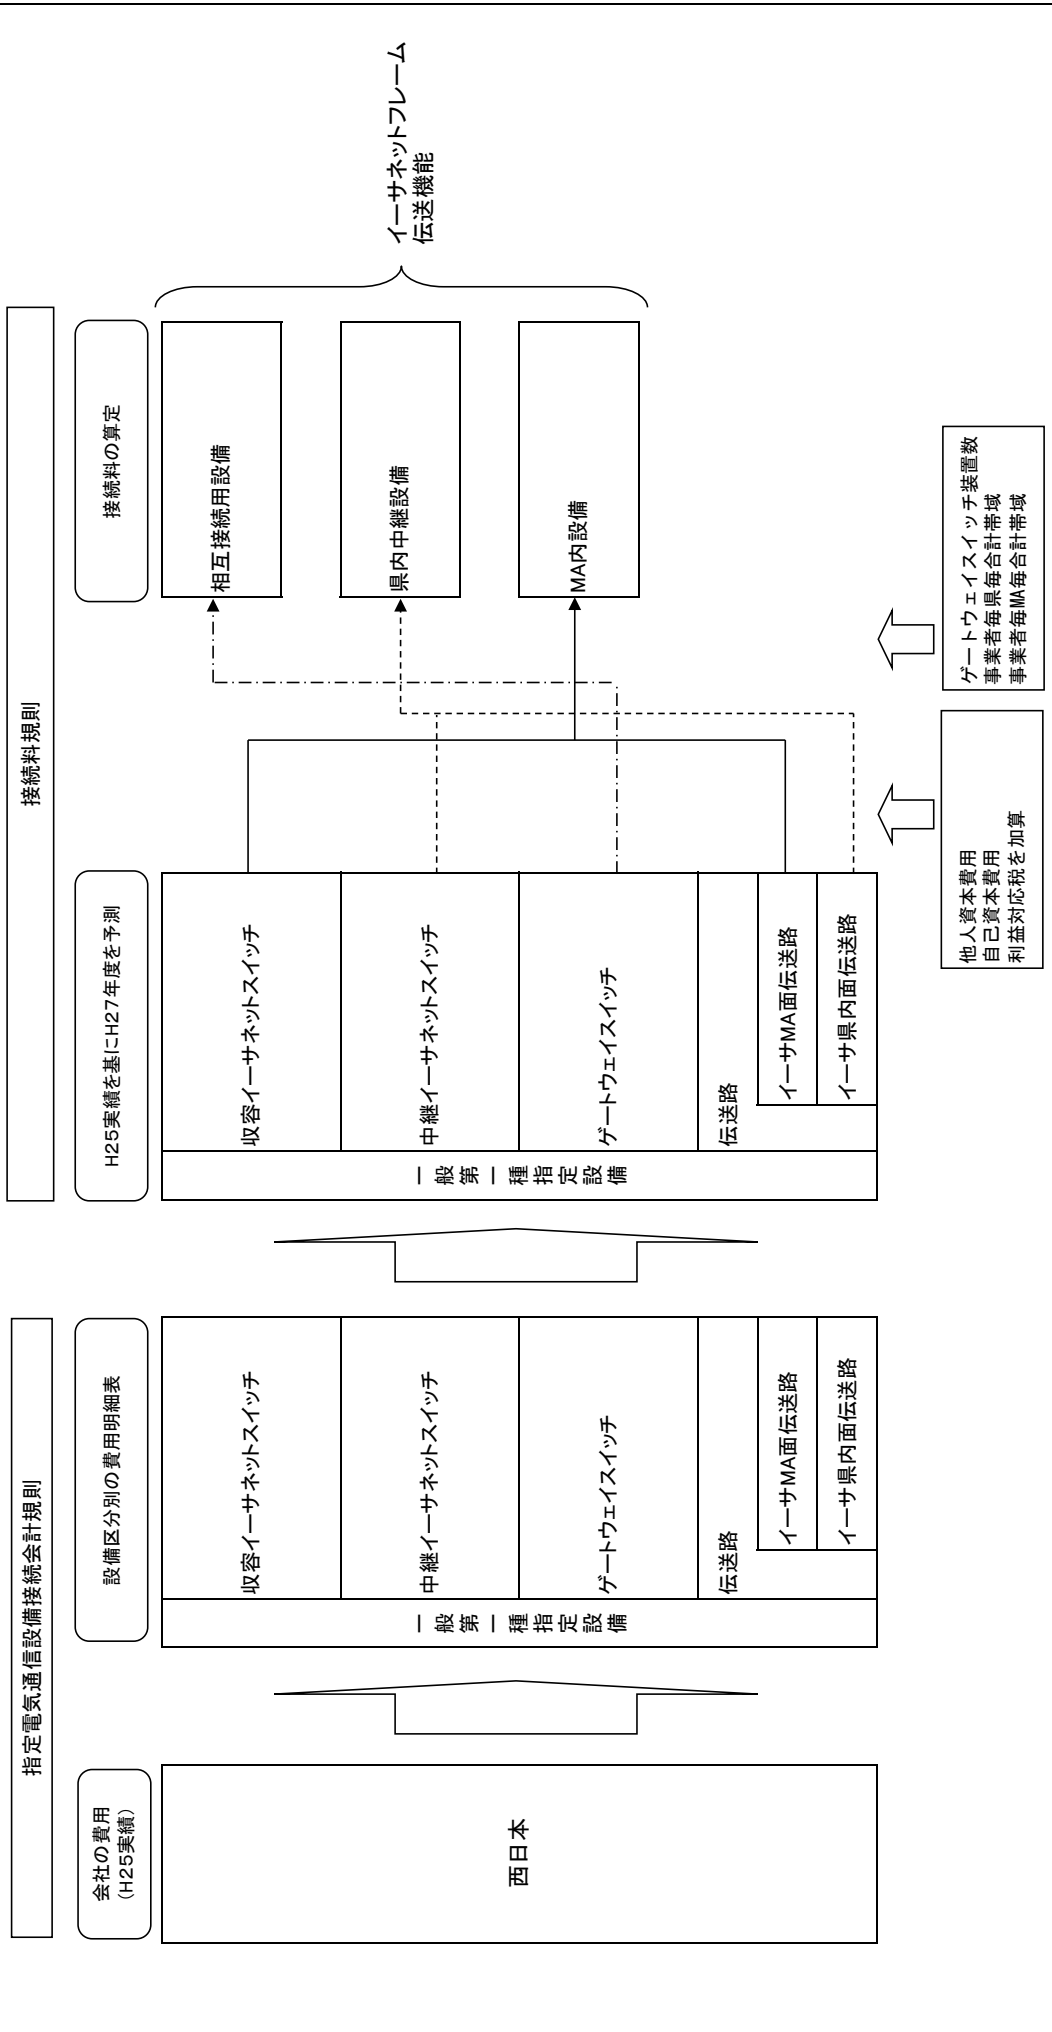 指定電気通信設備接続会計規則
接続料規則
会社の費用
（H25実績）
設備区分別の費用明細表
H25実績を基にH27年度を予測
接続料の算定
西日本
一般第一種指定設備
収容イーサネットスイッチ
中継イーサネットスイッチ
ゲートウェイスイッチ
伝送路
イーサMA面伝送路
イーサ県内面伝送路
一般第一種指定設備
収容イーサネットスイッチ
中継イーサネットスイッチ
ゲートウェイスイッチ
伝送路
イーサMA面伝送路
イーサ県内面伝送路
相互接続用設備
県内中継設備
MA内設備
イーサネットフレーム
伝送機能
他人資本費用
自己資本費用
利益対応税を加算
ゲートウェイスイッチ装置数
事業者毎県毎合計帯域
事業者毎MA毎合計帯域